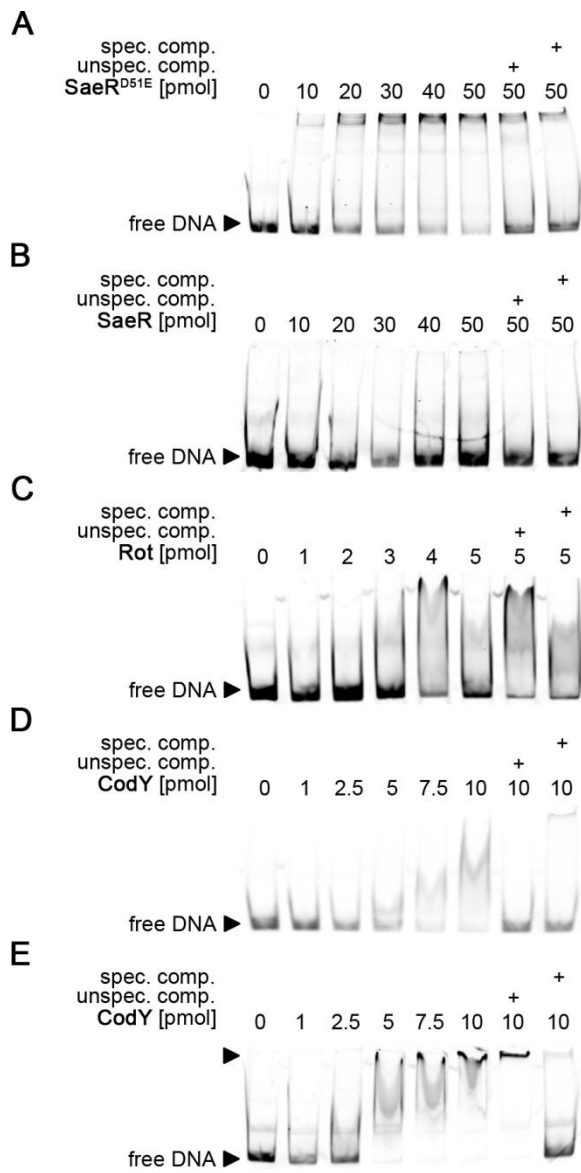 A
spec. comp. +
unspec. comp. +
SaeRD51E [pmol] 0 10 20 30 40 50 50 50
free DNA
B
spec. comp. +
unspec. comp. +
SaeR [pmol] 0 10 20 30 40 50 50 50
free DNA
C
spec. comp. +
unspec. comp. +
Rot [pmol] 0 1 2 3 4 5 5 5
free DNA
D
spec. comp. +
unspec. comp. +
CodY [pmol] 0 1 2.5 5 7.5 10 10 10
free DNA
E
spec. comp. +
unspec. comp. +
CodY [pmol] 0 1 2.5 5 7.5 10 10 10
free DNA